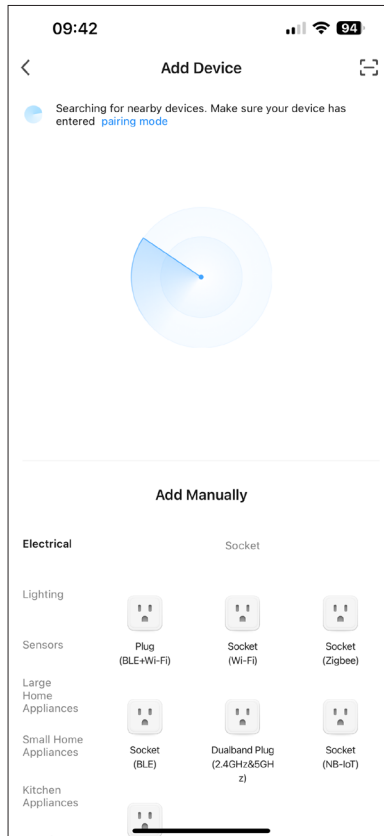 09:42
94
Add Device
Searching for nearby devices. Make sure your device has
entered pairing mode
Add Manually
Electrical
Socket
Lighting
Sensors
Large
Home
Appliances
Small Home
Appliances
Kitchen
Appliances
Plug
(BLE+Wi-Fi)
Socket
(Wi-Fi)
Socket
(Zigbee)
Socket
(BLE)
Dualband Plug
(2.4GHz&5GH
z)
Socket
(NB-IoT)